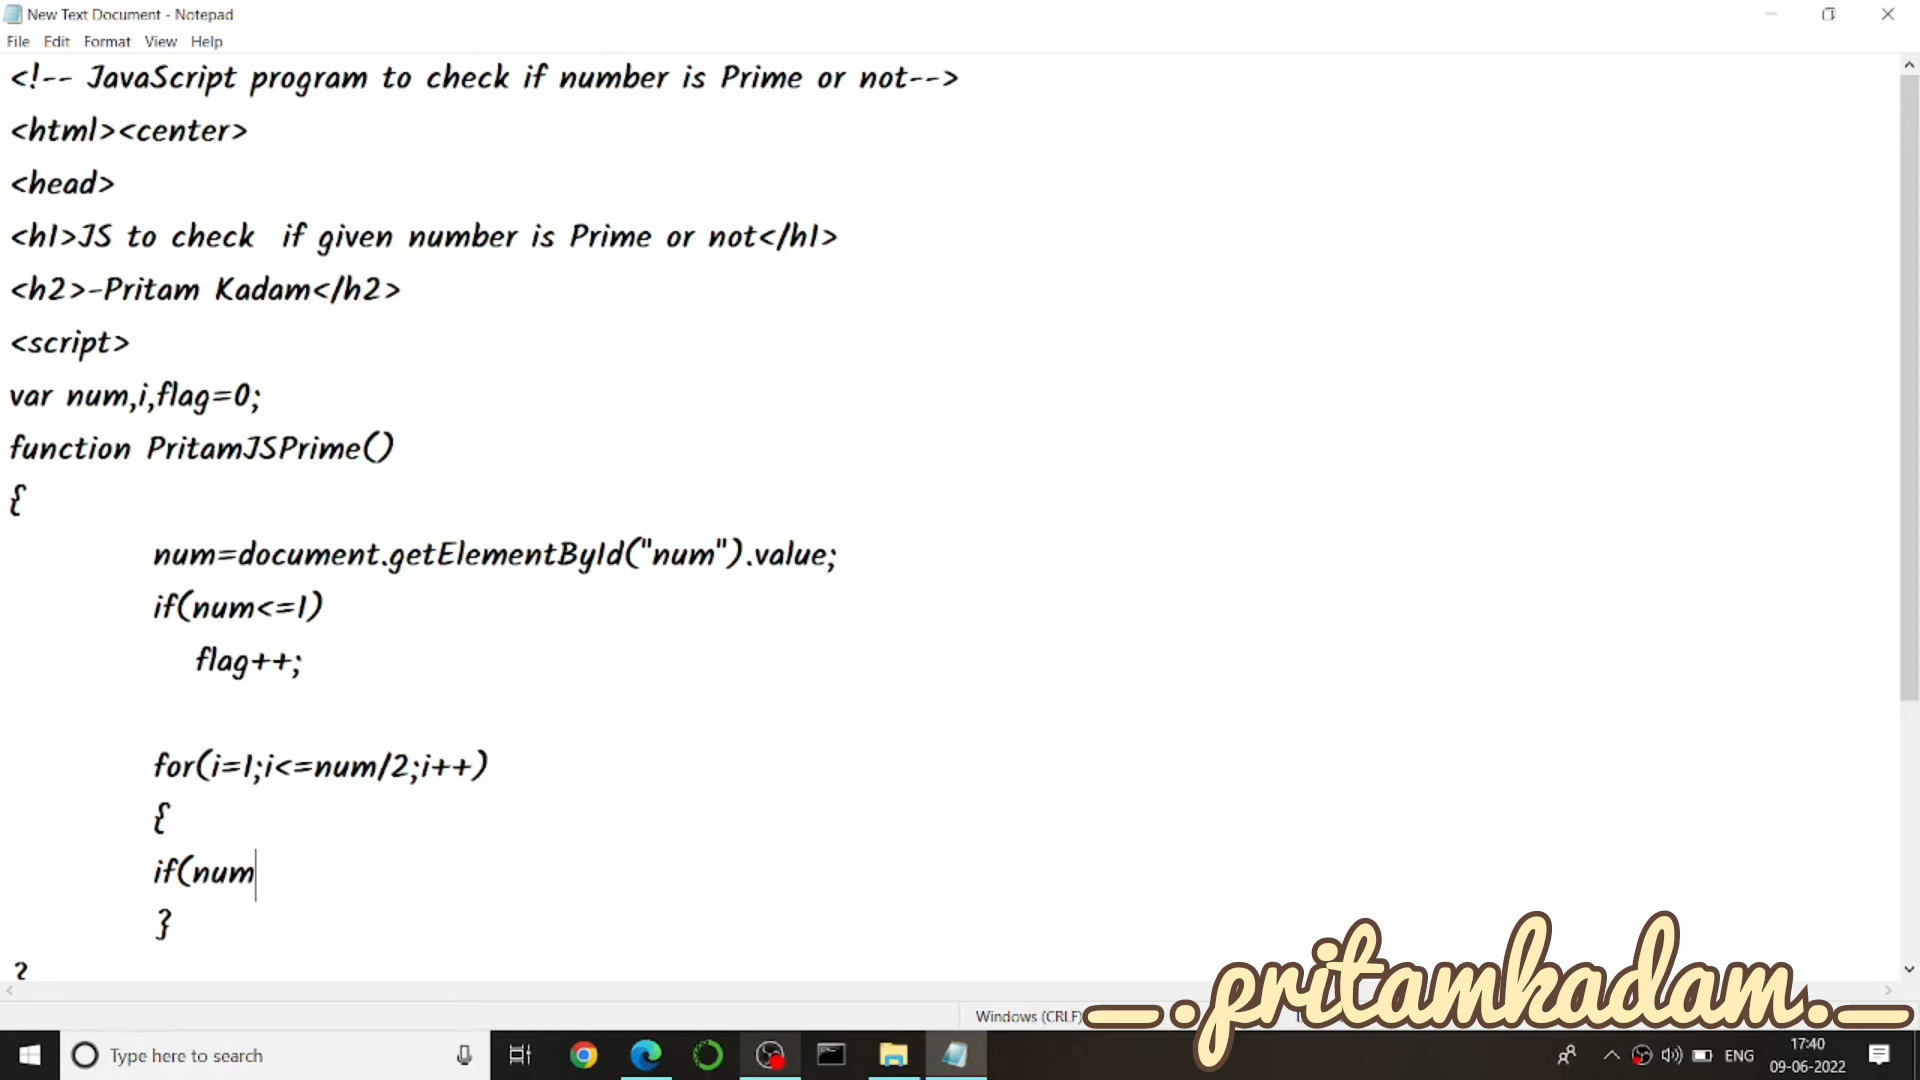 New Text Document - Notepad
File Edit Format View Help
<!-- JavaScript program to check if number is Prime or not-->
<html><center>
<head>
<h1>JS to check  if given number is Prime or not</h1>
<h2>-Pritam Kadam</h2>
<script>
var num,i,flag=0;
function PritamJSPrime()
{
num=document.getElementById("num").value;
if(num<=1)
flag++;
for(i=1;i<=num/2;i++)
{
if(num
}
Windows (CRLF)
_.pritamkadam._
Type here to search
ENG
17:40
09-06-2022